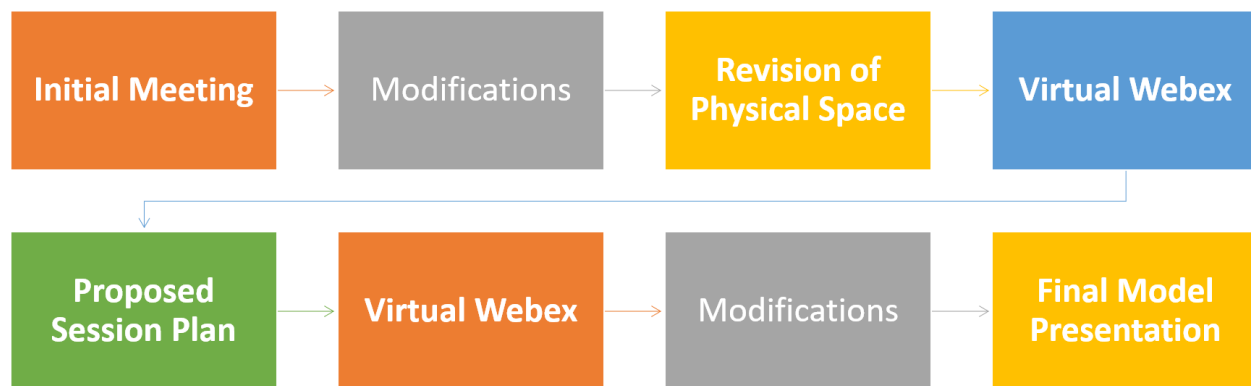 Initial Meeting
Modifications
Revision of
Physical Space
Virtual Webex
Proposed
Session Plan
Virtual Webex
Modifications
Final Model
Presentation